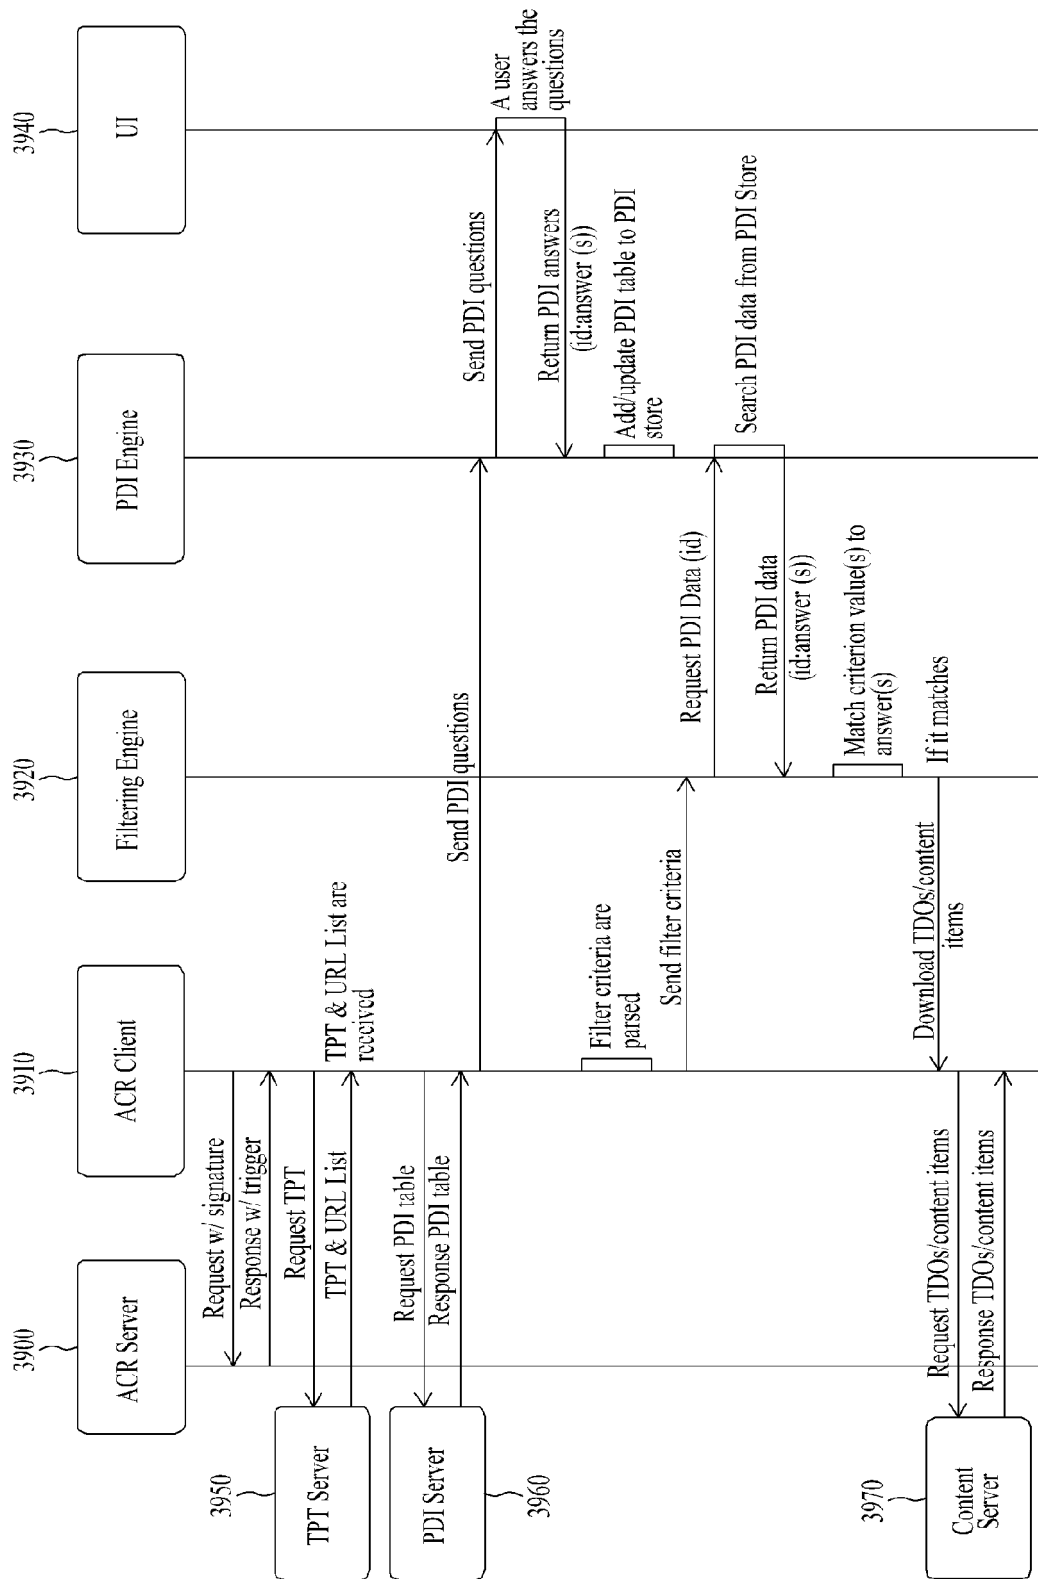 3900
ACR Server
3910
ACR Client
3920
Filtering Engine
3930
PDI Engine
3940
UI
Request w/ signature
Response w/ trigger
3950
TPT Server
Request TPT
TPT & URL List
TPT & URL List are
received
PDI Server
3960
Request PDI table
Response PDI table
Send PDI questions
Send PDI questions
A user
answers the
questions
Return PDI answers
(id:answer (s))
Filter criteria are
parsed
Add/update PDI table to PDI
store
Send filter criteria
Request PDI Data (id)
Search PDI data from PDI Store
Return PDI data
(id:answer (s))
Match criterion value(s) to
answer(s)
If it matches
Download TDOs/content
items
3970
Content
Server
Request TDOs/content items
Response TDOs/content items